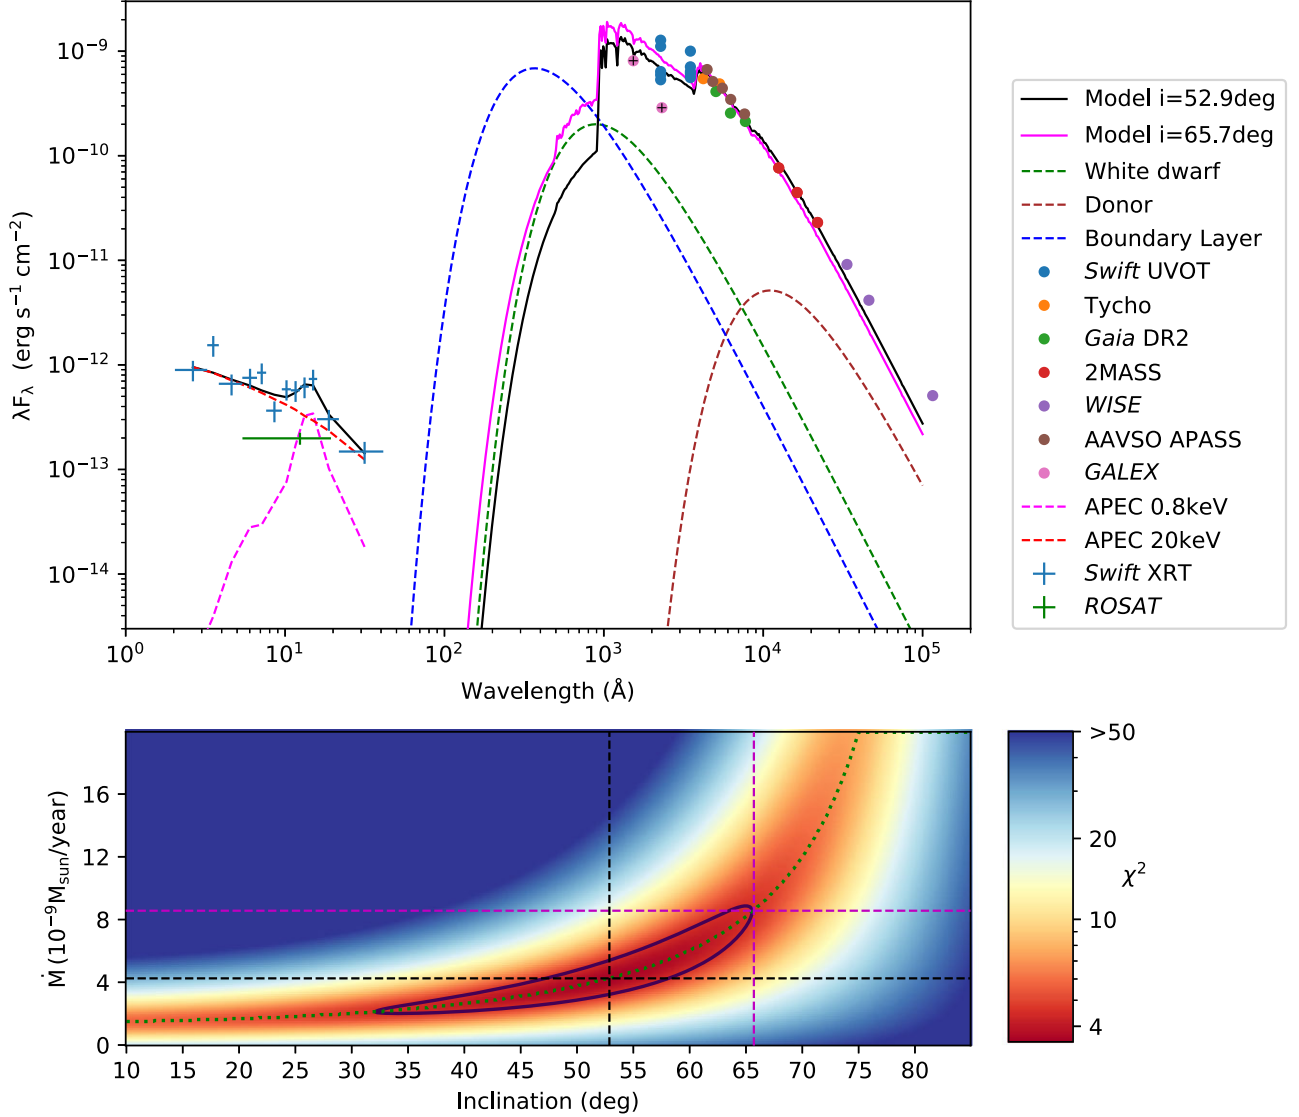 10⁻⁹
10⁻¹⁰
10⁻¹¹
10⁻¹²
10⁻¹³
10⁻¹⁴
λF_λ (erg s⁻¹ cm⁻²)
10⁰ 10¹ 10² 10³ 10⁴ 10⁵
Wavelength (Å)
Model i=52.9deg
Model i=65.7deg
White dwarf
Donor
Boundary Layer
Swift UVOT
Tycho
Gaia DR2
2MASS
WISE
AAVSO APASS
GALEX
APEC 0.8keV
APEC 20keV
Swift XRT
ROSAT
16
12
8
4
0
Ṁ (10⁻⁹M_sun/year)
10 15 20 25 30 35 40 45 50 55 60 65 70 75 80
Inclination (deg)
>50
20
10
4
χ²